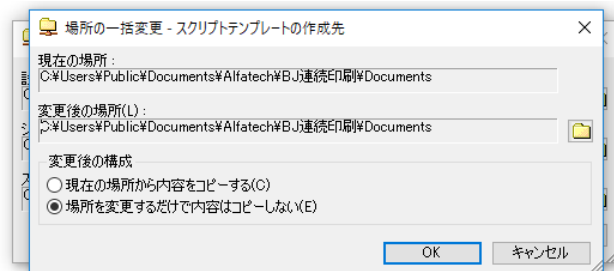 場所の一括変更 - スクリプトテンプレートの作成先
現在の場所 :
C:¥Users¥Public¥Documents¥Alfatech¥BJ連続印刷¥Documents
変更後の場所(L) :
C:¥Users¥Public¥Documents¥Alfatech¥BJ連続印刷¥Documents
変更後の構成
現在の場所から内容をコピーする(C)
場所を変更するだけで内容はコピーしない(E)
OK キャンセル